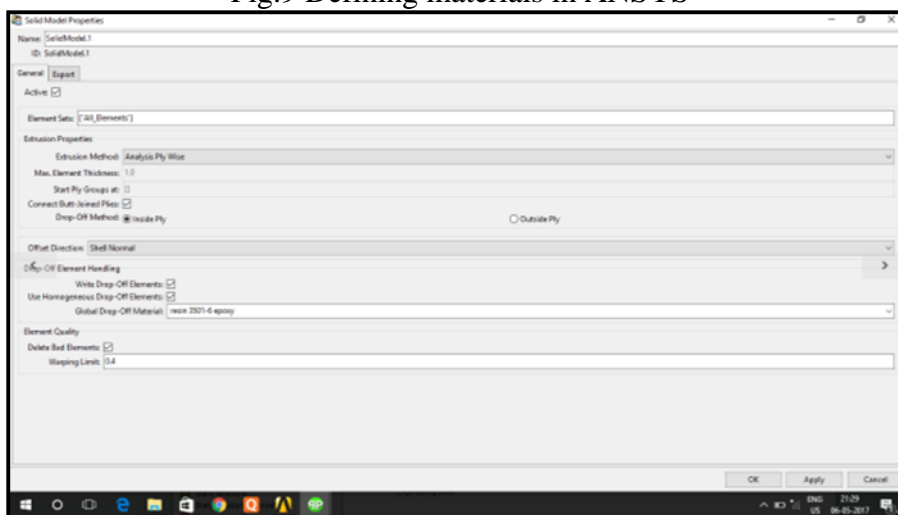 Fig.9 Defining materials in ANSYS
Solid Model Properties
Name: SolidModel.1
ID: SolidModel.1
General Export
Active:
Element Sets: ['All_Elements']
Extrusion Properties
Extrusion Method: Analysis Ply Wise
Max. Element Thickness: 1.0
Start Ply Groups at: []
Connect Butt-Joined Plies:
Drop-Off Method: Inside Ply Outside Ply
Offset Direction: Shell Normal
Drop-Off Element Handling
Write Drop-Off Elements:
Use Homogeneous Drop-Off Elements:
Global Drop-Off Material: resin 3501-6 epoxy
Element Quality
Delete Bad Elements:
Warping Limit: 0.4
OK Apply Cancel
ENG 21:29
US 06-05-2017